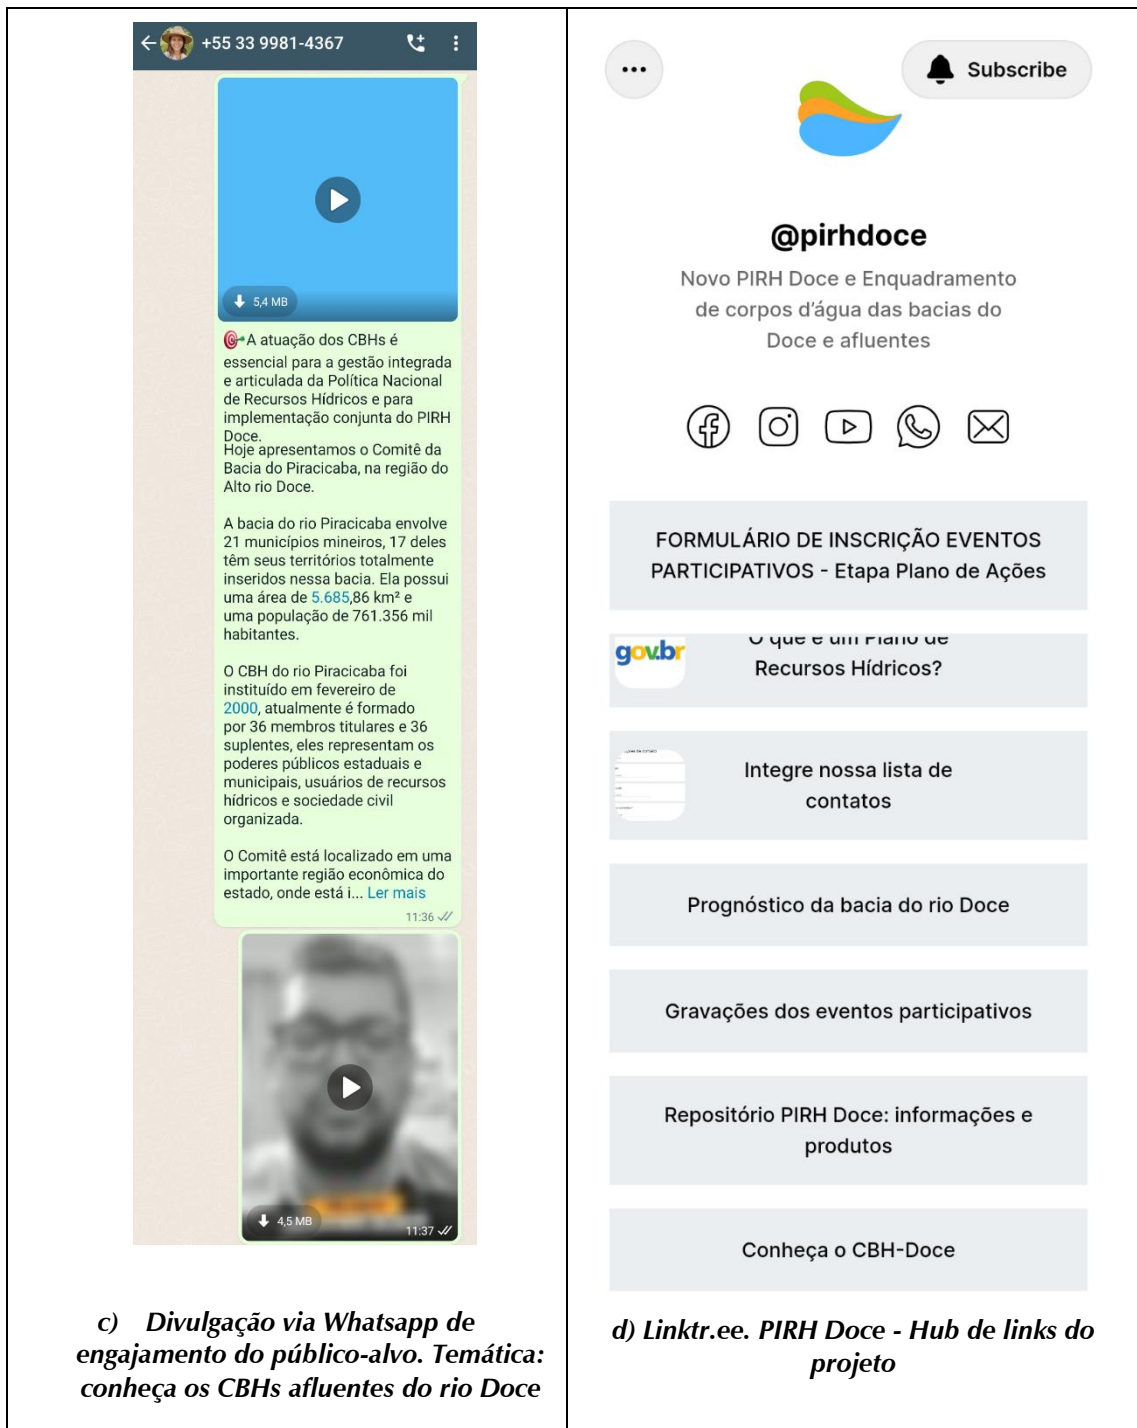 +55 33 9981-4367
5,4 MB
A atuação dos CBHs é
essencial para a gestão integrada
e articulada da Política Nacional
de Recursos Hídricos e para
implementação conjunta do PIRH
Doce.
Hoje apresentamos o Comitê da
Bacia do Piracicaba, na região do
Alto rio Doce.
A bacia do rio Piracicaba envolve
21 municípios mineiros, 17 deles
têm seus territórios totalmente
inseridos nessa bacia. Ela possui
uma área de 5.685,86 km² e
uma população de 761.356 mil
habitantes.
O CBH do rio Piracicaba foi
instituído em fevereiro de
2000, atualmente é formado
por 36 membros titulares e 36
suplentes, eles representam os
poderes públicos estaduais e
municipais, usuários de recursos
hídricos e sociedade civil
organizada.
O Comitê está localizado em uma
importante região econômica do
estado, onde está i... Ler mais
11:36
4,5 MB
11:37
c) Divulgação via Whatsapp de
engajamento do público-alvo. Temática:
conheça os CBHs afluentes do rio Doce
Subscribe
@pirhdoce
Novo PIRH Doce e Enquadramento
de corpos d'água das bacias do
Doce e afluentes
FORMULÁRIO DE INSCRIÇÃO EVENTOS
PARTICIPATIVOS - Etapa Plano de Ações
gov.br
O que é um Plano de
Recursos Hídricos?
Integre nossa lista de
contatos
Prognóstico da bacia do rio Doce
Gravações dos eventos participativos
Repositório PIRH Doce: informações e
produtos
Conheça o CBH-Doce
d) Linktr.ee. PIRH Doce - Hub de links do
projeto